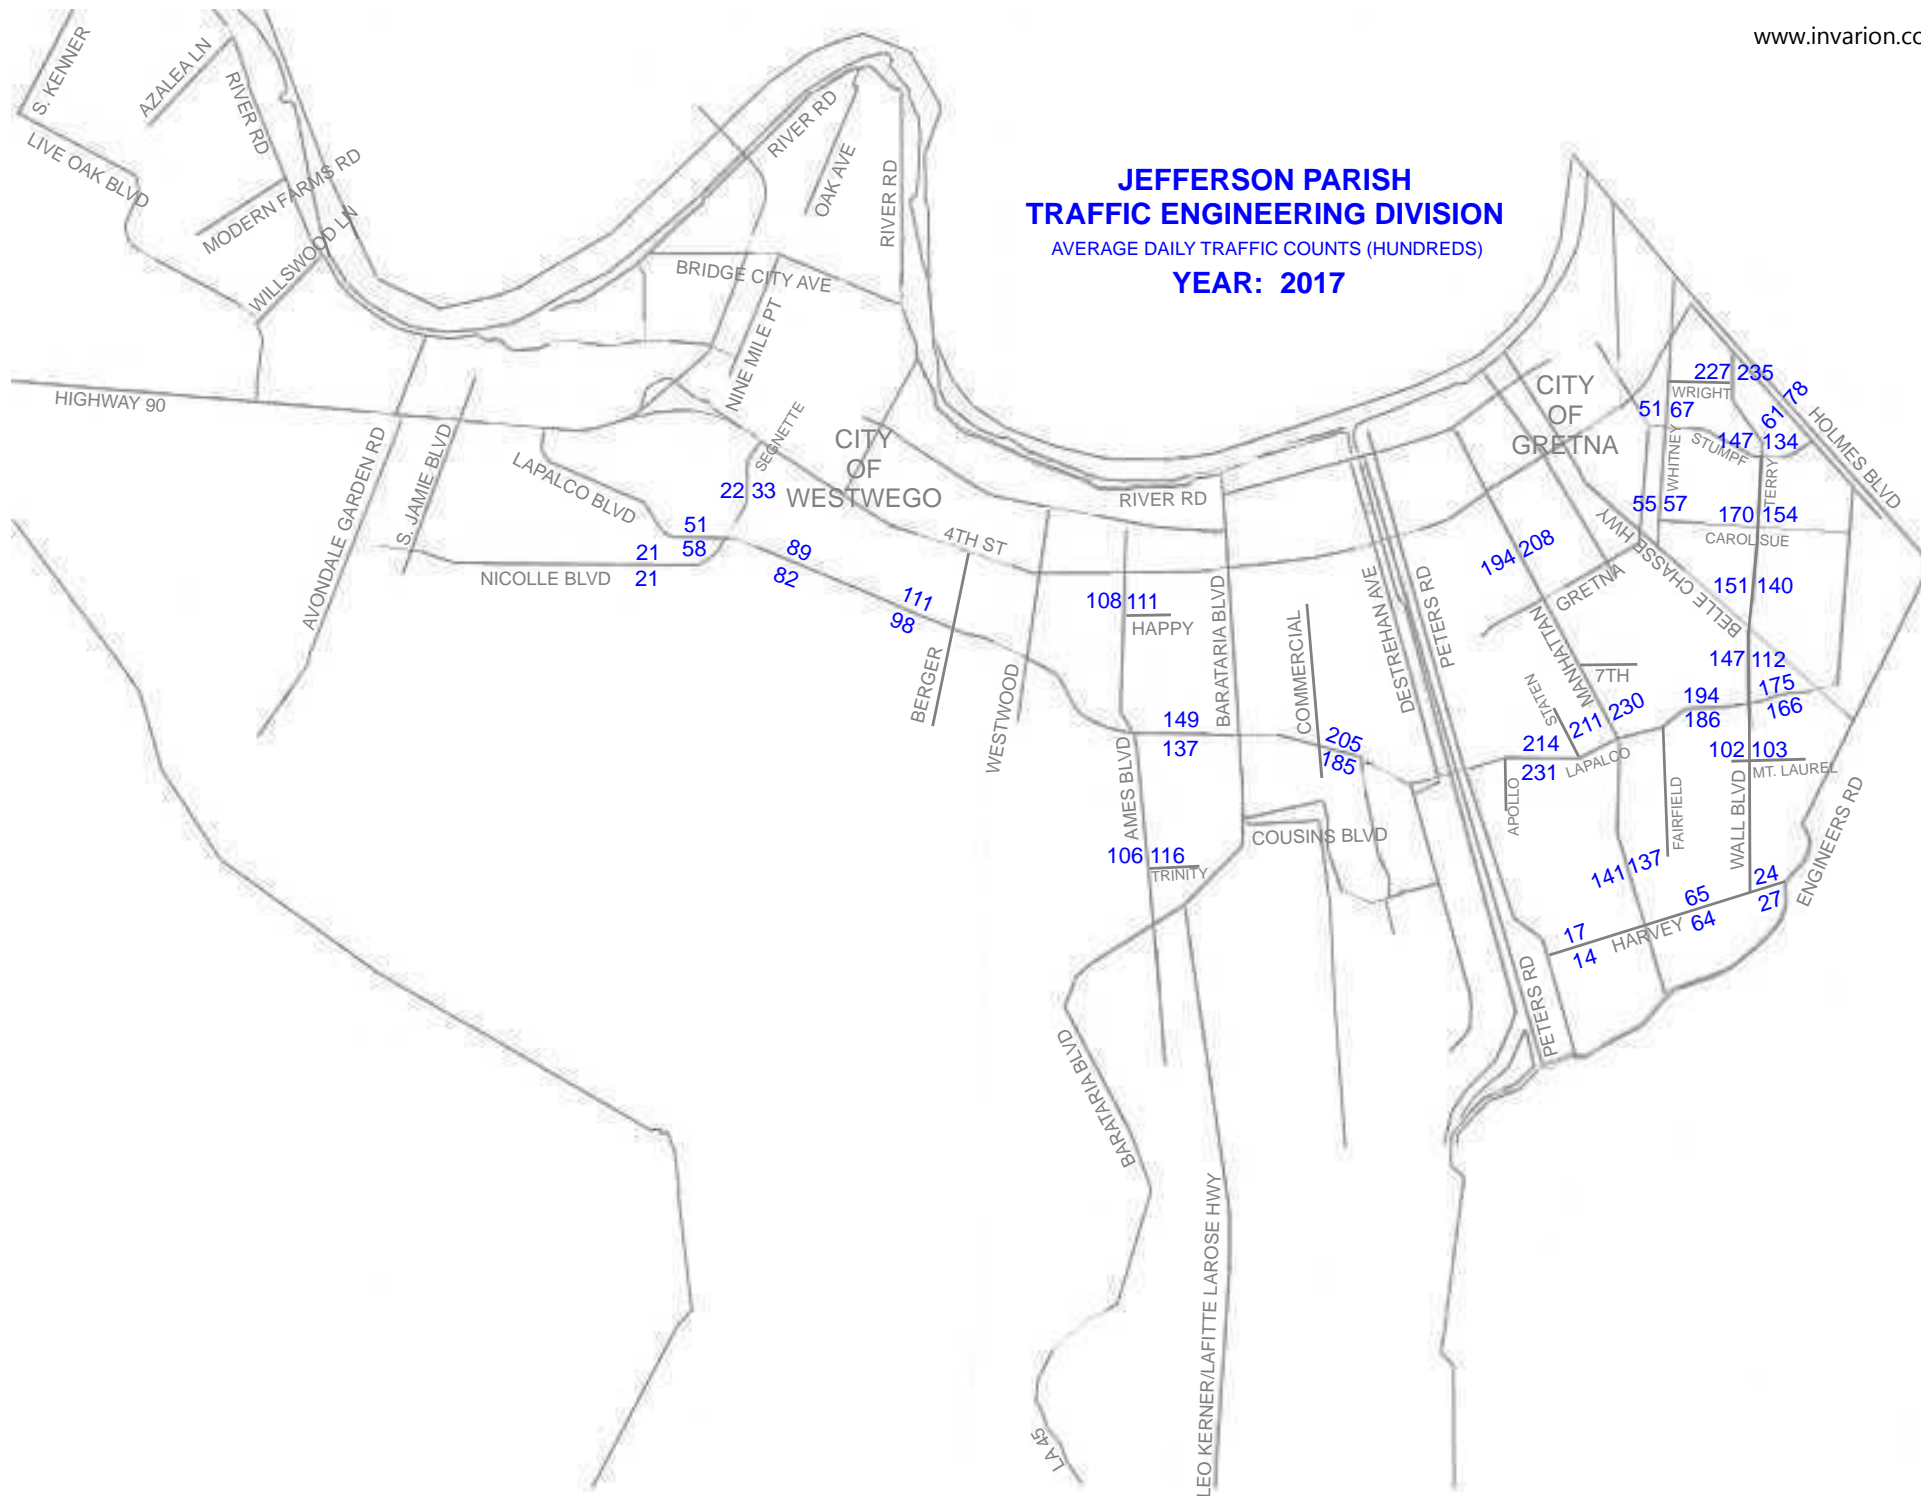 www.invarion.co
JEFFERSON PARISH
TRAFFIC ENGINEERING DIVISION
AVERAGE DAILY TRAFFIC COUNTS (HUNDREDS)
YEAR: 2017
S. KENNER
AZALEA LN
RIVER RD
LIVE OAK BLVD
MODERN FARMS RD
WILLSWOOD LN
RIVER RD
OAK AVE
RIVER RD
BRIDGE CITY AVE
NINE MILE PT
HIGHWAY 90
AVONDALE GARDEN RD
S. JAMIE BLVD
LAPALCO BLVD
SEGNETTE
CITY
OF
WESTWEGO
22 33
51
58
21
NICOLLE BLVD
21
89
82
111
98
4TH ST
BERGER
WESTWOOD
RIVER RD
108 111
HAPPY
BARATARIA BLVD
COMMERCIAL
DESTREHAN AVE
PETERS RD
149
137
205
185
AMES BLVD
COUSINS BLVD
106 116
TRINITY
BARATARIA BLVD
LA 45
LEO KERNER/LAFITTE LAROSE HWY
CITY
OF
GRETNA
227 235
WRIGHT
61 78
HOLMES BLVD
51 67
WHITNEY
STUMPF
147 134
TERRY
55 57
170 154
CAROL SUE
BELLE CHASSE HWY
194 208
GRETNA
151 140
MANHATTAN
7TH
147 112
STATEN
211 230
194
186
175
166
214
231
LAPALCO
APOLLO
FAIRFIELD
102 103
MT. LAUREL
WALL BLVD
ENGINEERS RD
141 137
24
27
65
64
HARVEY
17
14
PETERS RD